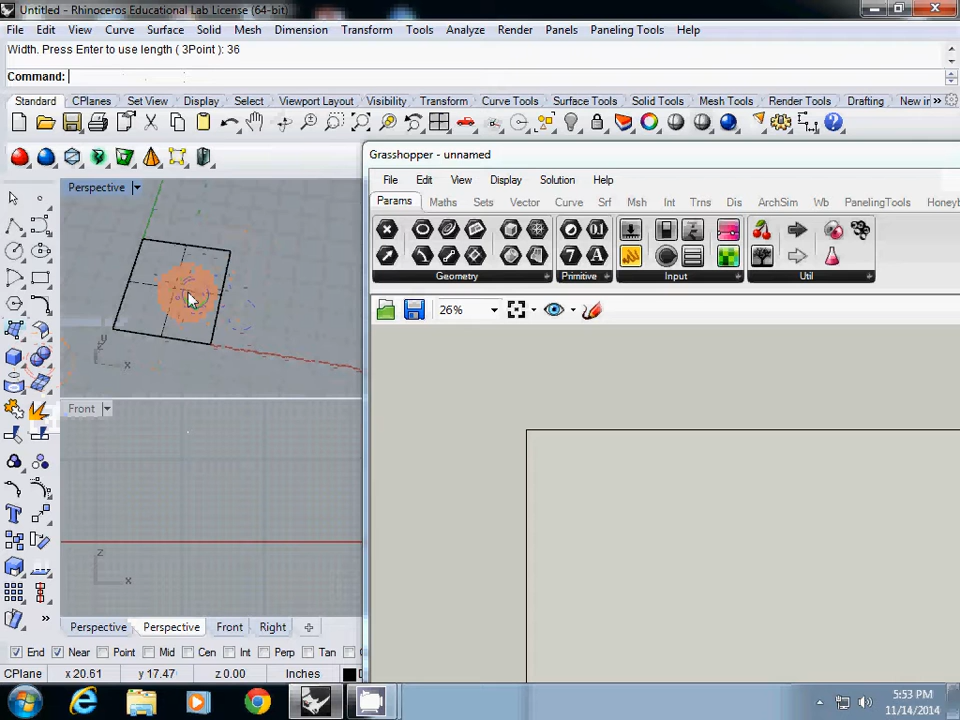 Untitled - Rhinoceros Educational Lab License (64-bit)
File Edit View Curve Surface Solid Mesh Dimension Transform Tools Analyze Render Panels Paneling Tools Help
Width. Press Enter to use length ( 3Point ): 36
Command:
Standard CPlanes Set View Display Select Viewport Layout Visibility Transform Curve Tools Surface Tools Solid Tools Mesh Tools Render Tools Drafting New in »
Perspective
Grasshopper - unnamed
File Edit View Display Solution Help
Params Maths Sets Vector Curve Srf Msh Int Trns Dis ArchSim Wb PanelingTools Honeyb
Geometry Primitive Input Util
26%
y
x
Front
z
x
Perspective Perspective Front Right
End Near Point Mid Cen Int Perp Tan
CPlane x 20.61 y 17.47 z 0.00 Inches
5:53 PM
11/14/2014